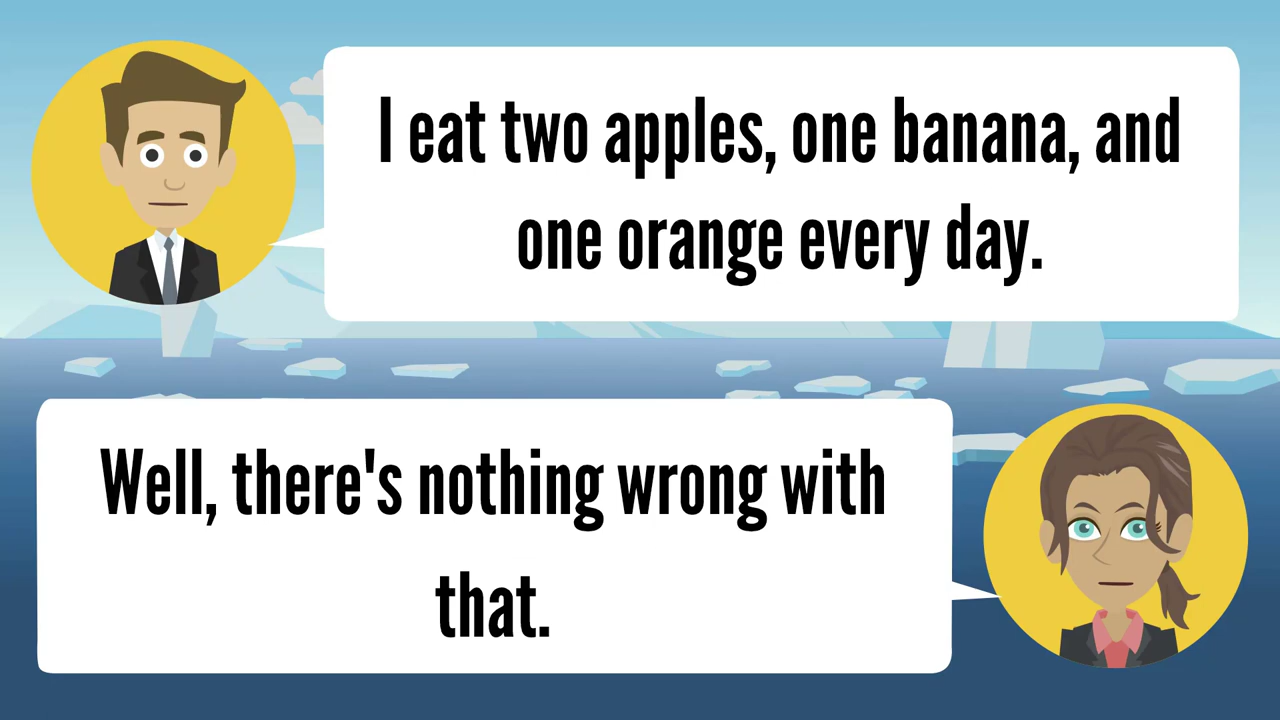 I eat two apples, one banana, and
one orange every day.
Well, there's nothing wrong with
that.